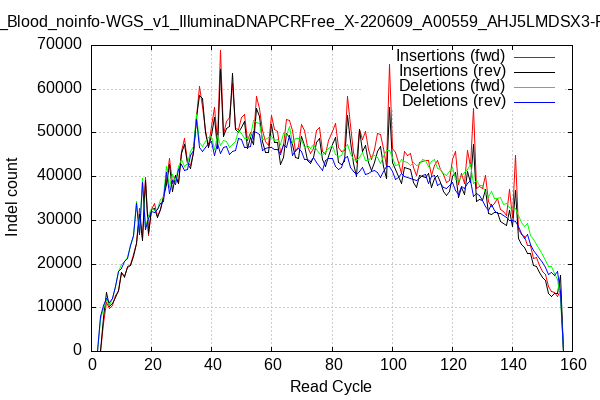 _Blood_noinfo-WGS_v1_IlluminaDNAPCRFree_X-220609_A00559_AHJ5LMDSX3-F
70000
60000
50000
40000
30000
20000
10000
0
Indel count
Insertions (fwd)
Insertions (rev)
Deletions (fwd)
Deletions (rev)
0 20 40 60 80 100 120 140 160
Read Cycle